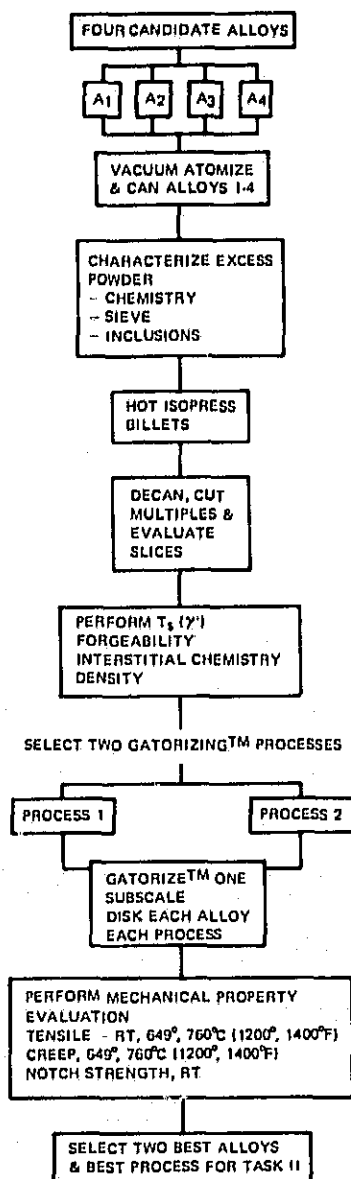 FOUR CANDIDATE ALLOYS
A1 A2 A3 A4
VACUUM ATOMIZE
& CAN ALLOYS 1-4
CHARACTERIZE EXCESS
POWDER
– CHEMISTRY
– SIEVE
– INCLUSIONS
HOT ISOPRESS
BILLETS
DECAN, CUT
MULTIPLES &
EVALUATE
SLICES
PERFORM Ts (γ')
FORGEABILITY
INTERSTITIAL CHEMISTRY
DENSITY
SELECT TWO GATORIZING™ PROCESSES
PROCESS 1 PROCESS 2
GATORIZE™ ONE
SUBSCALE
DISK EACH ALLOY
EACH PROCESS
PERFORM MECHANICAL PROPERTY
EVALUATION
TENSILE – RT, 649°, 760°C (1200°, 1400°F)
CREEP, 649°, 760°C (1200°, 1400°F)
NOTCH STRENGTH, RT
SELECT TWO BEST ALLOYS
& BEST PROCESS FOR TASK II